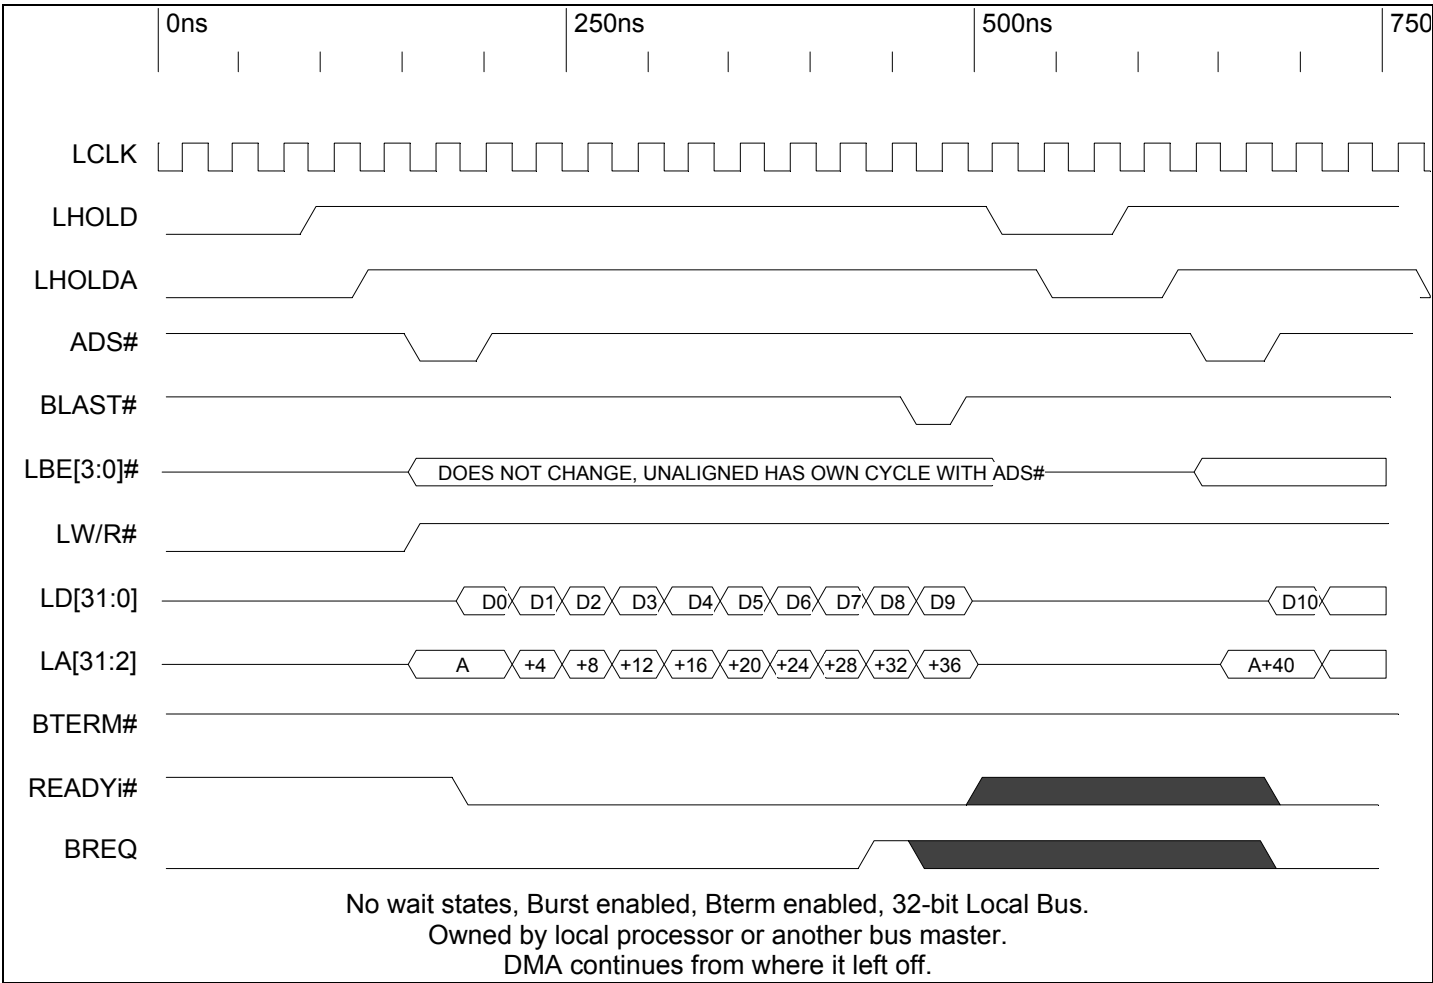 0ns 250ns 500ns 750
LCLK
LHOLD
LHOLDA
ADS#
BLAST#
LBE[3:0]# DOES NOT CHANGE, UNALIGNED HAS OWN CYCLE WITH ADS#
LW/R#
LD[31:0] D0 D1 D2 D3 D4 D5 D6 D7 D8 D9 D10
LA[31:2] A +4 +8 +12 +16 +20 +24 +28 +32 +36 A+40
BTERM#
READYi#
BREQ
No wait states, Burst enabled, Bterm enabled, 32-bit Local Bus.
Owned by local processor or another bus master.
DMA continues from where it left off.